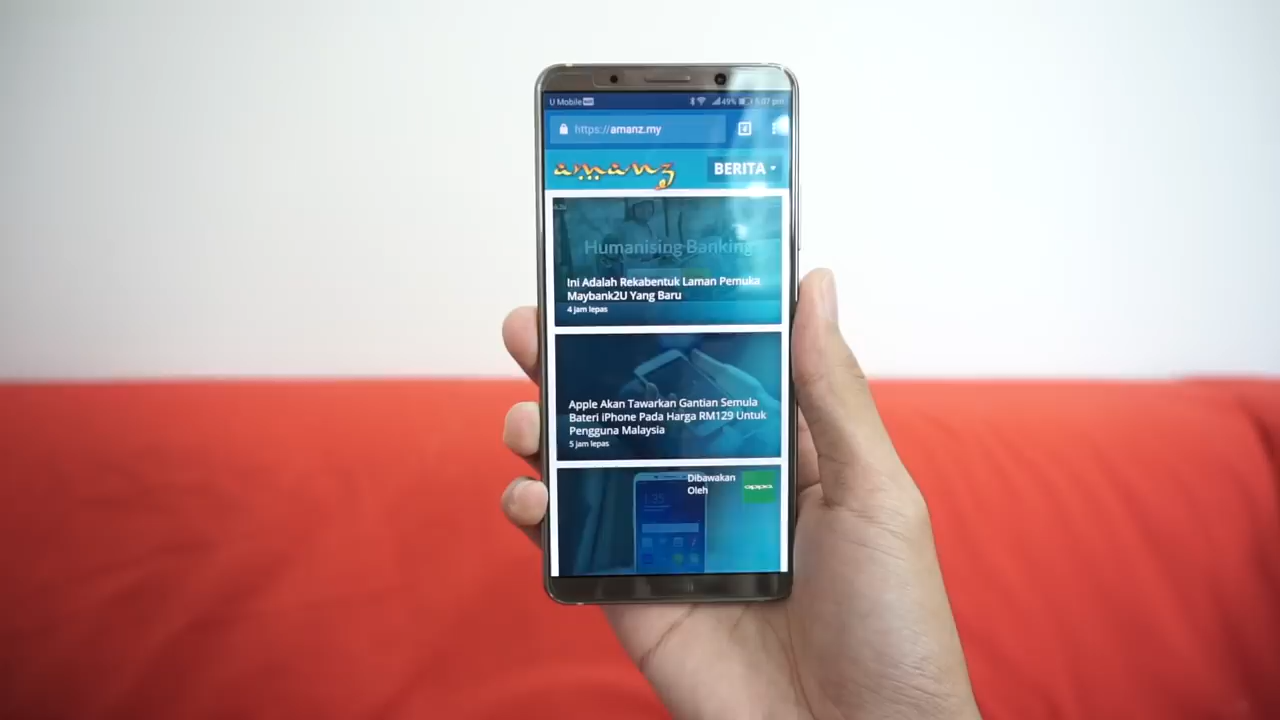 U Mobile
49% 5:07 pm
https://amanz.my
amanz
BERITA
Humanising Banking
Ini Adalah Rekabentuk Laman Pemuka
Maybank2U Yang Baru
4 jam lepas
Apple Akan Tawarkan Gantian Semula
Bateri iPhone Pada Harga RM129 Untuk
Pengguna Malaysia
5 jam lepas
Dibawakan
Oleh
oppo
1:35